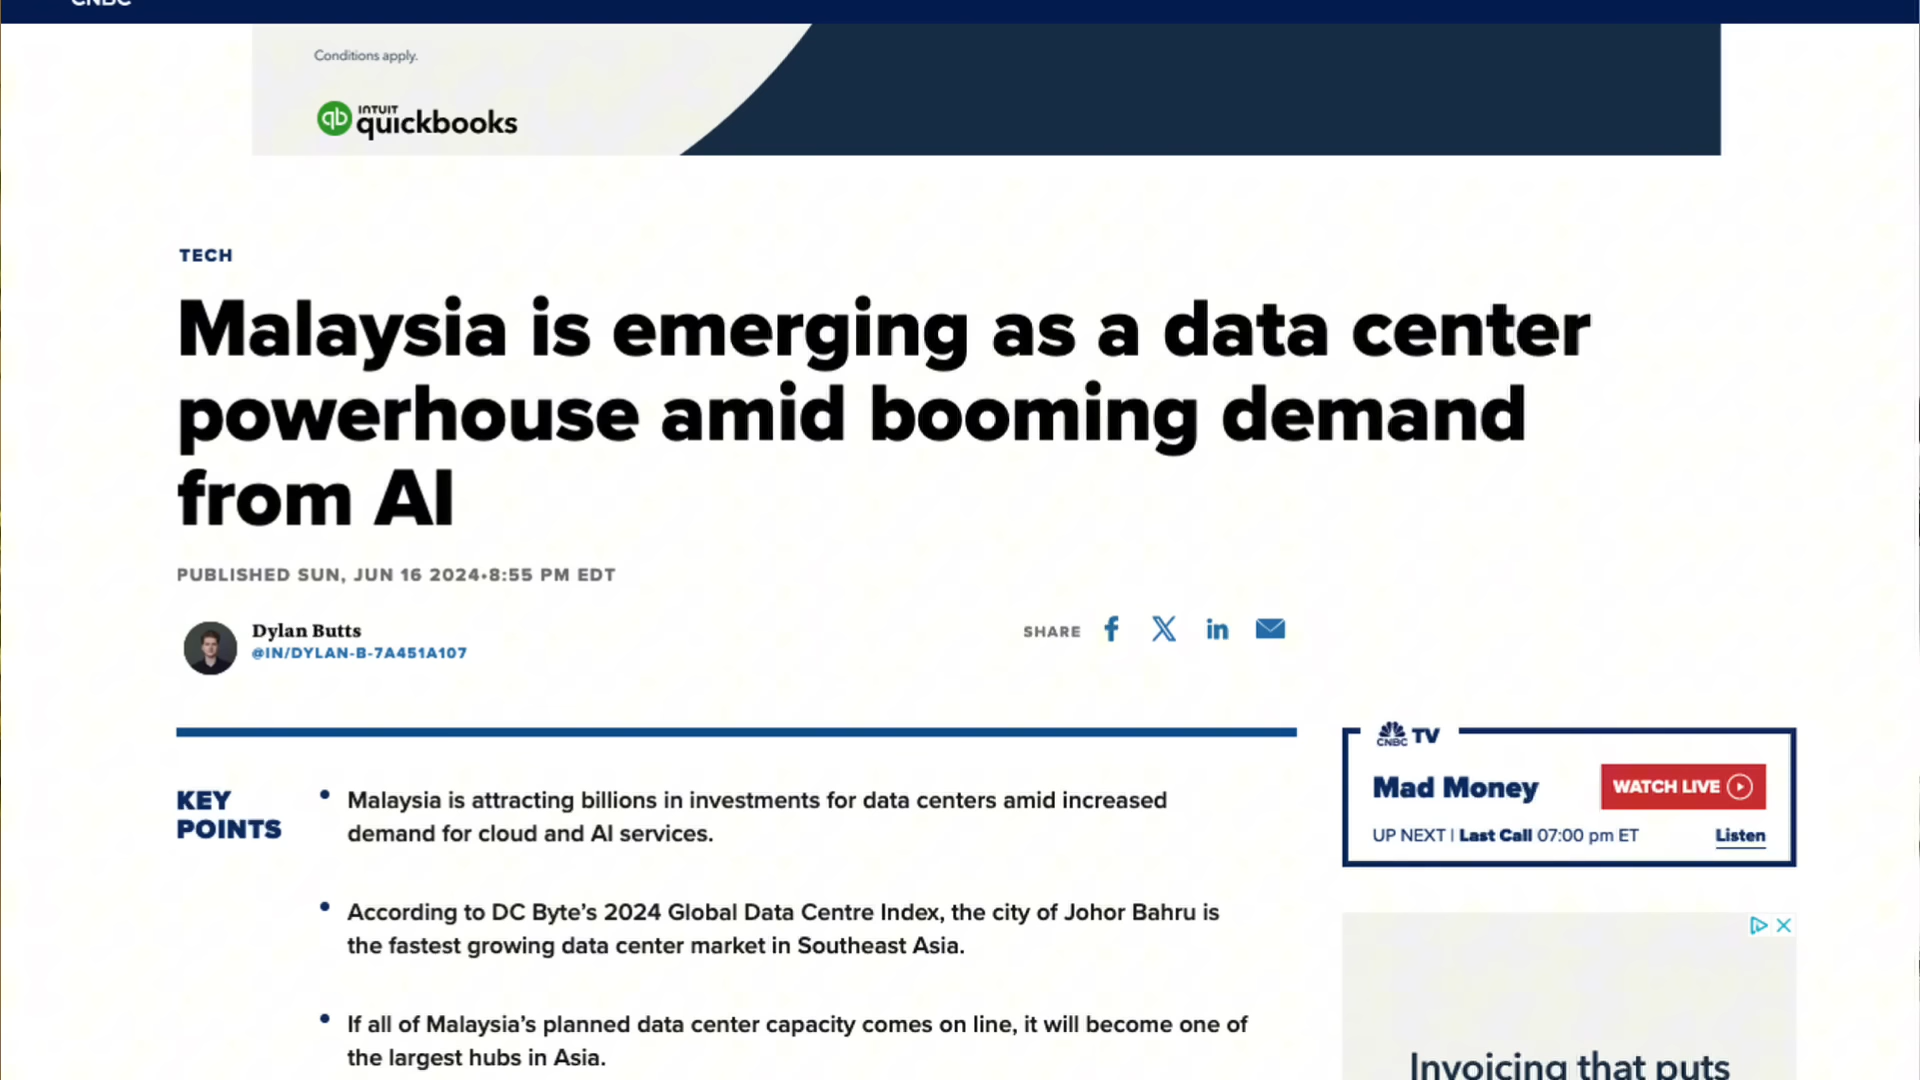 CNBC
Conditions apply.
INTUIT
quickbooks
TECH
Malaysia is emerging as a data center
powerhouse amid booming demand
from AI
PUBLISHED SUN, JUN 16 2024•8:55 PM EDT
Dylan Butts
@IN/DYLAN-B-7A451A107
SHARE
KEY
POINTS
• Malaysia is attracting billions in investments for data centers amid increased
demand for cloud and AI services.
• According to DC Byte’s 2024 Global Data Centre Index, the city of Johor Bahru is
the fastest growing data center market in Southeast Asia.
• If all of Malaysia’s planned data center capacity comes on line, it will become one of
the largest hubs in Asia.
CNBC TV
Mad Money
WATCH LIVE
UP NEXT | Last Call 07:00 pm ET
Listen
Invoicing that puts